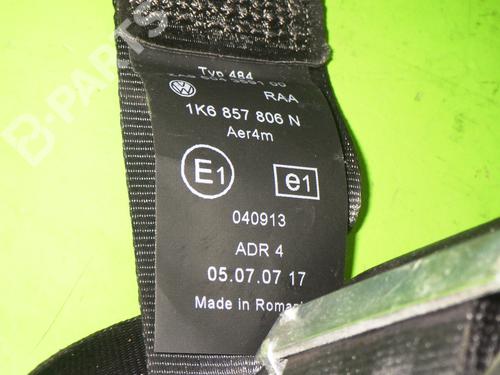 Typ 484
RAA
1K6 857 806 N
Aer4m
E1
e1
040913
ADR 4
05.07.07 17
Made in
B-PARTS